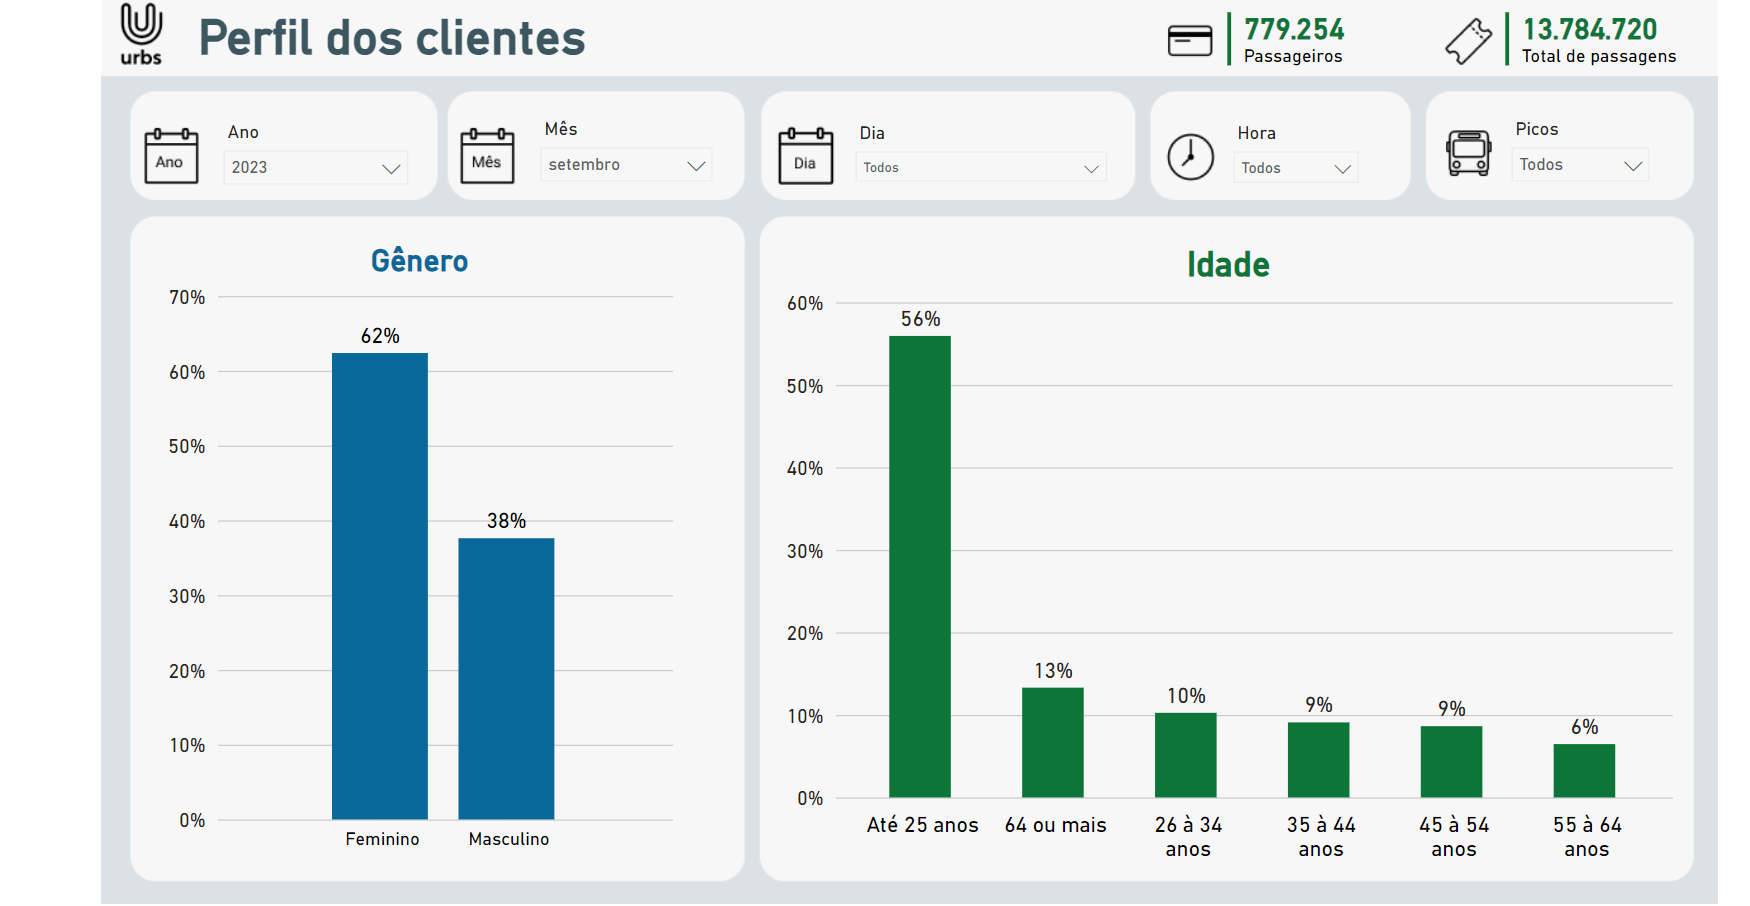 urbs
Perfil dos clientes
779.254
Passageiros
13.784.720
Total de passagens
Ano
Ano
2023
Mês
Mês
setembro
Dia
Dia
Todos
Hora
Todos
Picos
Todos
Gênero
70%
60%
50%
40%
30%
20%
10%
0%
62%
38%
Feminino
Masculino
Idade
60%
50%
40%
30%
20%
10%
0%
56%
13%
10%
9%
9%
6%
Até 25 anos
64 ou mais
26 à 34
anos
35 à 44
anos
45 à 54
anos
55 à 64
anos